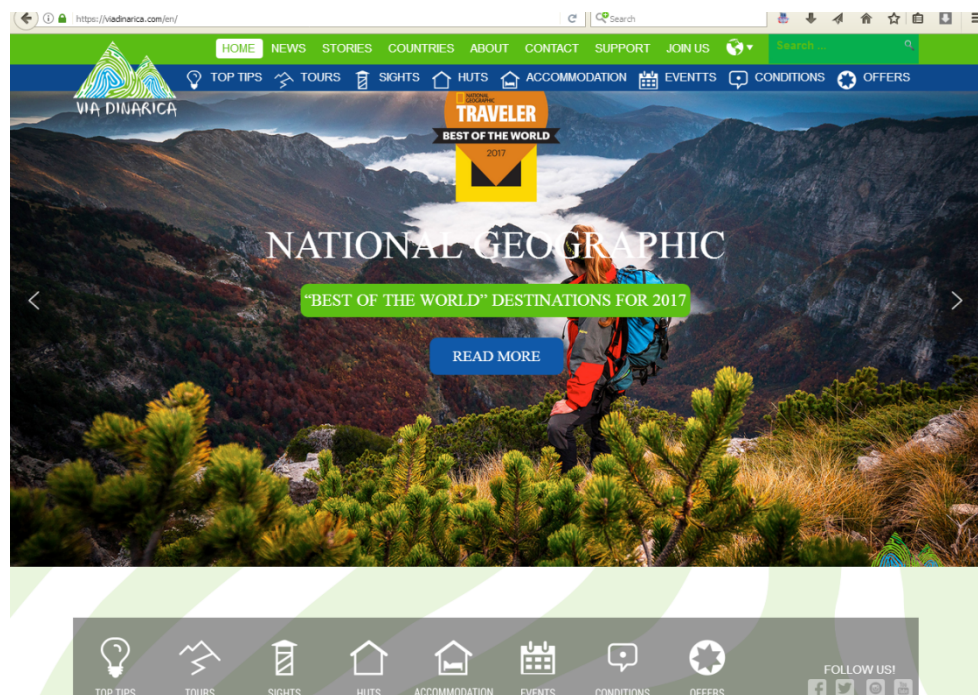 https://viadinarica.com/en/
Search
HOME NEWS STORIES COUNTRIES ABOUT CONTACT SUPPORT JOIN US Search ...
TOP TIPS TOURS SIGHTS HUTS ACCOMMODATION EVENTTS CONDITIONS OFFERS
VIA DINARICA
NATIONAL GEOGRAPHIC
TRAVELER
BEST OF THE WORLD
2017
NATIONAL GEOGRAPHIC
“BEST OF THE WORLD” DESTINATIONS FOR 2017
READ MORE
FOLLOW US!
TOP TIPS TOURS SIGHTS HUTS ACCOMMODATION EVENTS CONDITIONS OFFERS